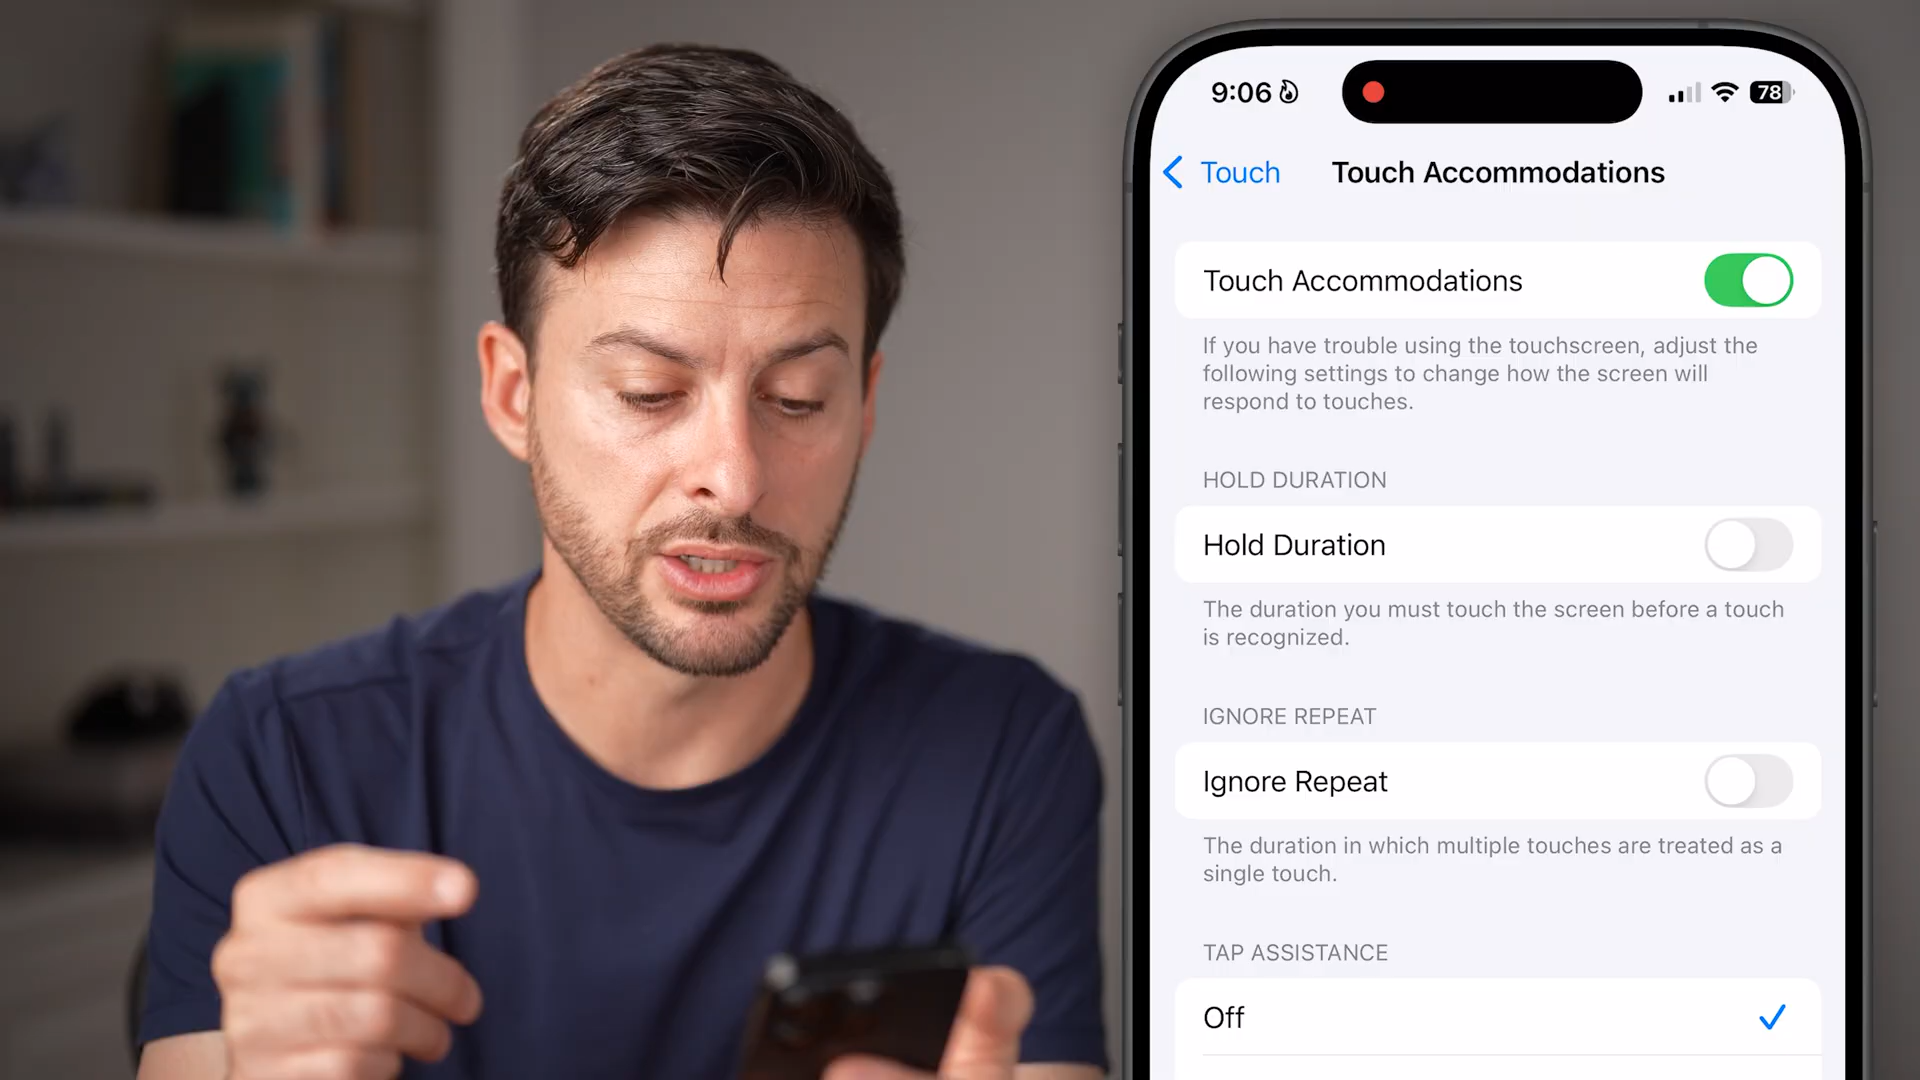 9:06
78
Touch
Touch Accommodations
Touch Accommodations
If you have trouble using the touchscreen, adjust the
following settings to change how the screen will
respond to touches.
HOLD DURATION
Hold Duration
The duration you must touch the screen before a touch
is recognized.
IGNORE REPEAT
Ignore Repeat
The duration in which multiple touches are treated as a
single touch.
TAP ASSISTANCE
Off